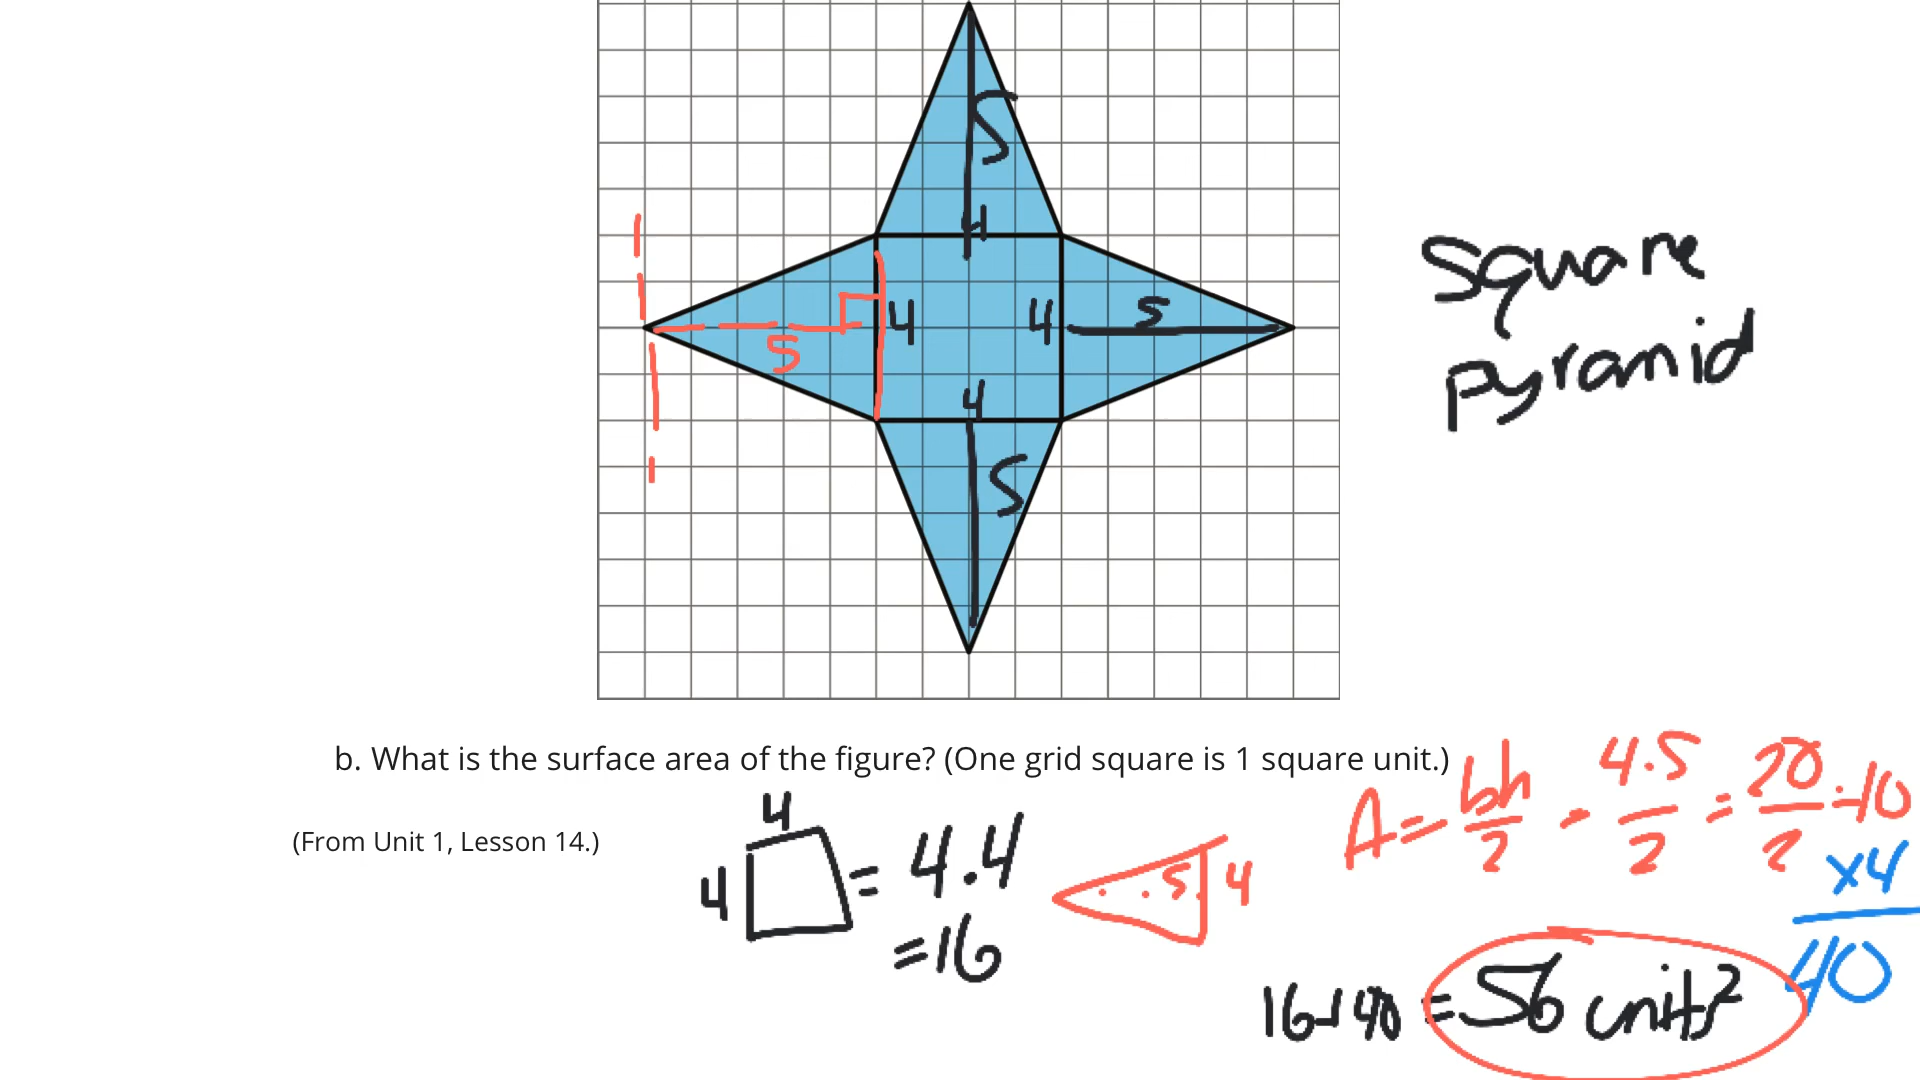 5
4
4
4
5
5
4
5
square
pyramid
b. What is the surface area of the figure? (One grid square is 1 square unit.)
(From Unit 1, Lesson 14.)
4
4
= 4.4
=16
.5. 4
A = bh/2 = 4.5/2 = 20/2 = 10
x4
40
16+40 = 56 units²